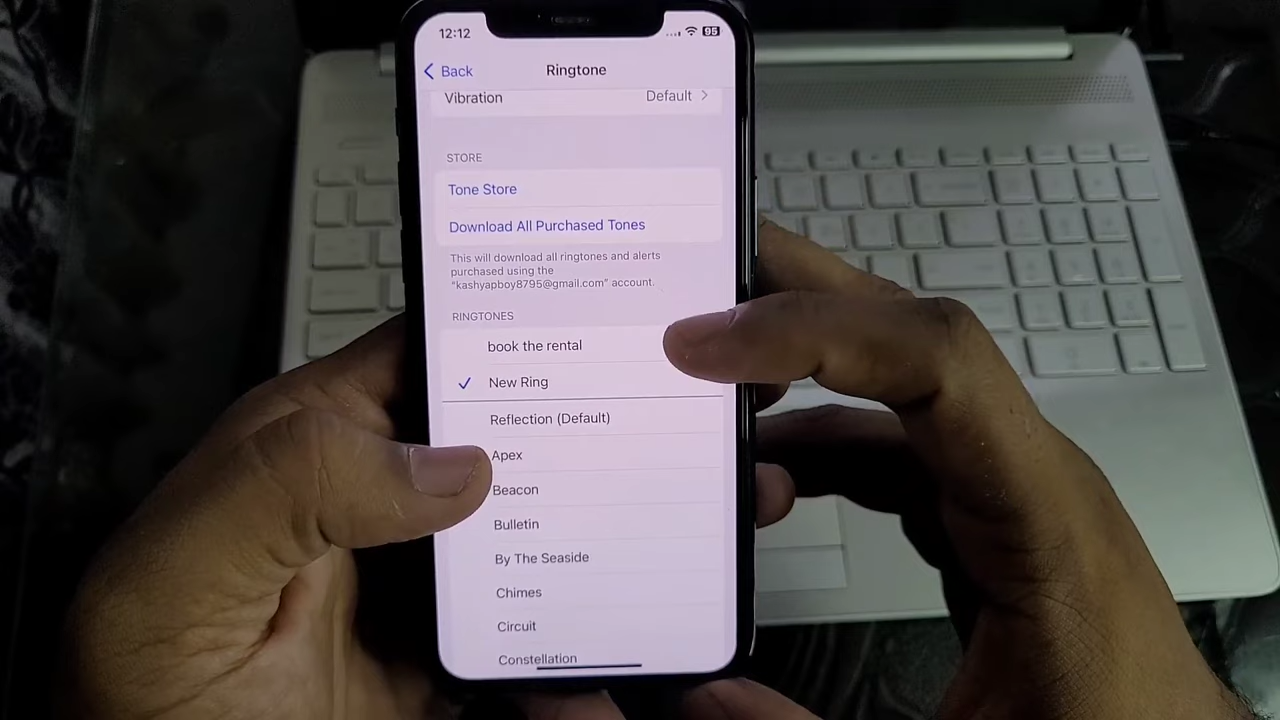 12:12
95
Back
Ringtone
Vibration
Default
STORE
Tone Store
Download All Purchased Tones
This will download all ringtones and alerts
purchased using the
“kashyapboy8795@gmail.com” account.
RINGTONES
book the rental
New Ring
Reflection (Default)
Apex
Beacon
Bulletin
By The Seaside
Chimes
Circuit
Constellation